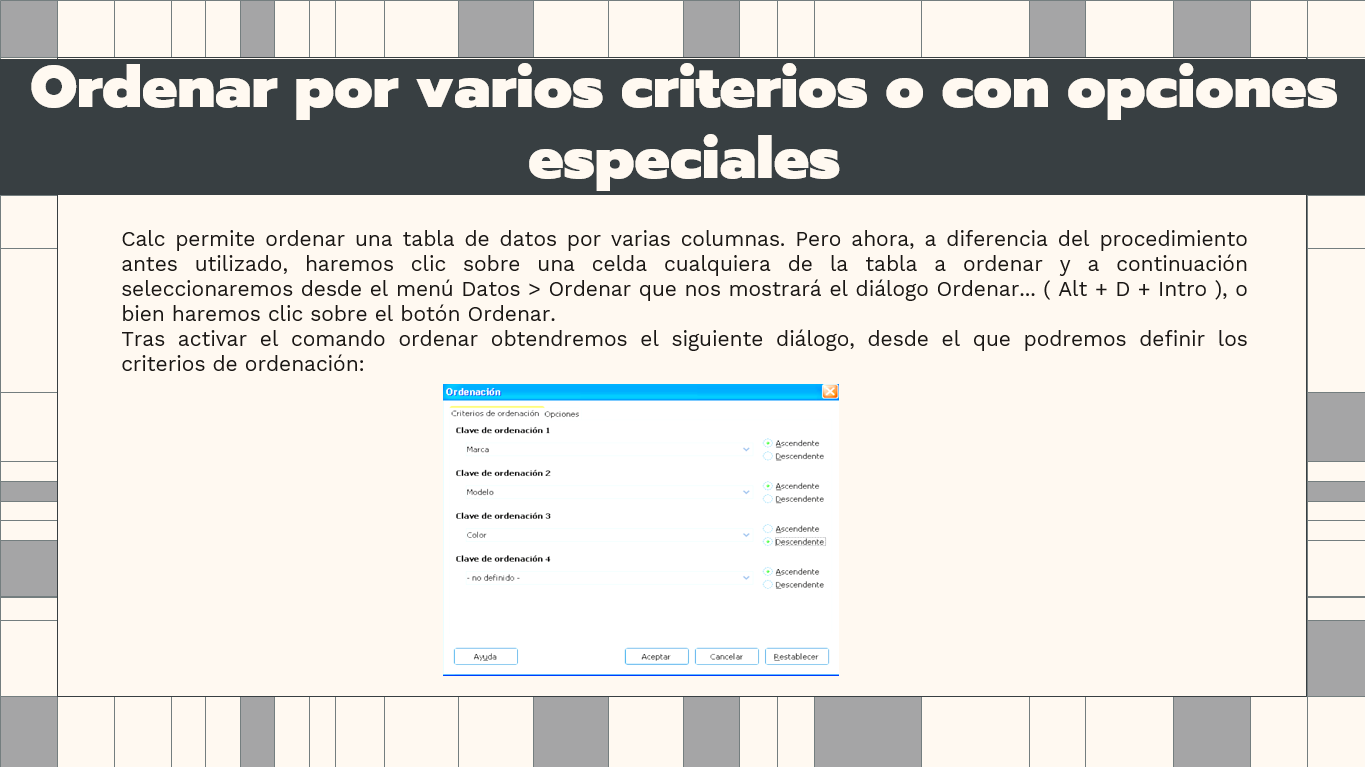 Ordenar por varios criterios o con opciones
especiales
Calc permite ordenar una tabla de datos por varias columnas. Pero ahora, a diferencia del procedimiento
antes utilizado, haremos clic sobre una celda cualquiera de la tabla a ordenar y a continuación
seleccionaremos desde el menú Datos > Ordenar que nos mostrará el diálogo Ordenar... ( Alt + D + Intro ), o
bien haremos clic sobre el botón Ordenar.
Tras activar el comando ordenar obtendremos el siguiente diálogo, desde el que podremos definir los
criterios de ordenación:
Ordenación
Criterios de ordenación Opciones
Clave de ordenación 1
Marca
Ascendente
Descendente
Clave de ordenación 2
Modelo
Ascendente
Descendente
Clave de ordenación 3
Color
Ascendente
Descendente
Clave de ordenación 4
- no definido -
Ascendente
Descendente
Ayuda Aceptar Cancelar Restablecer